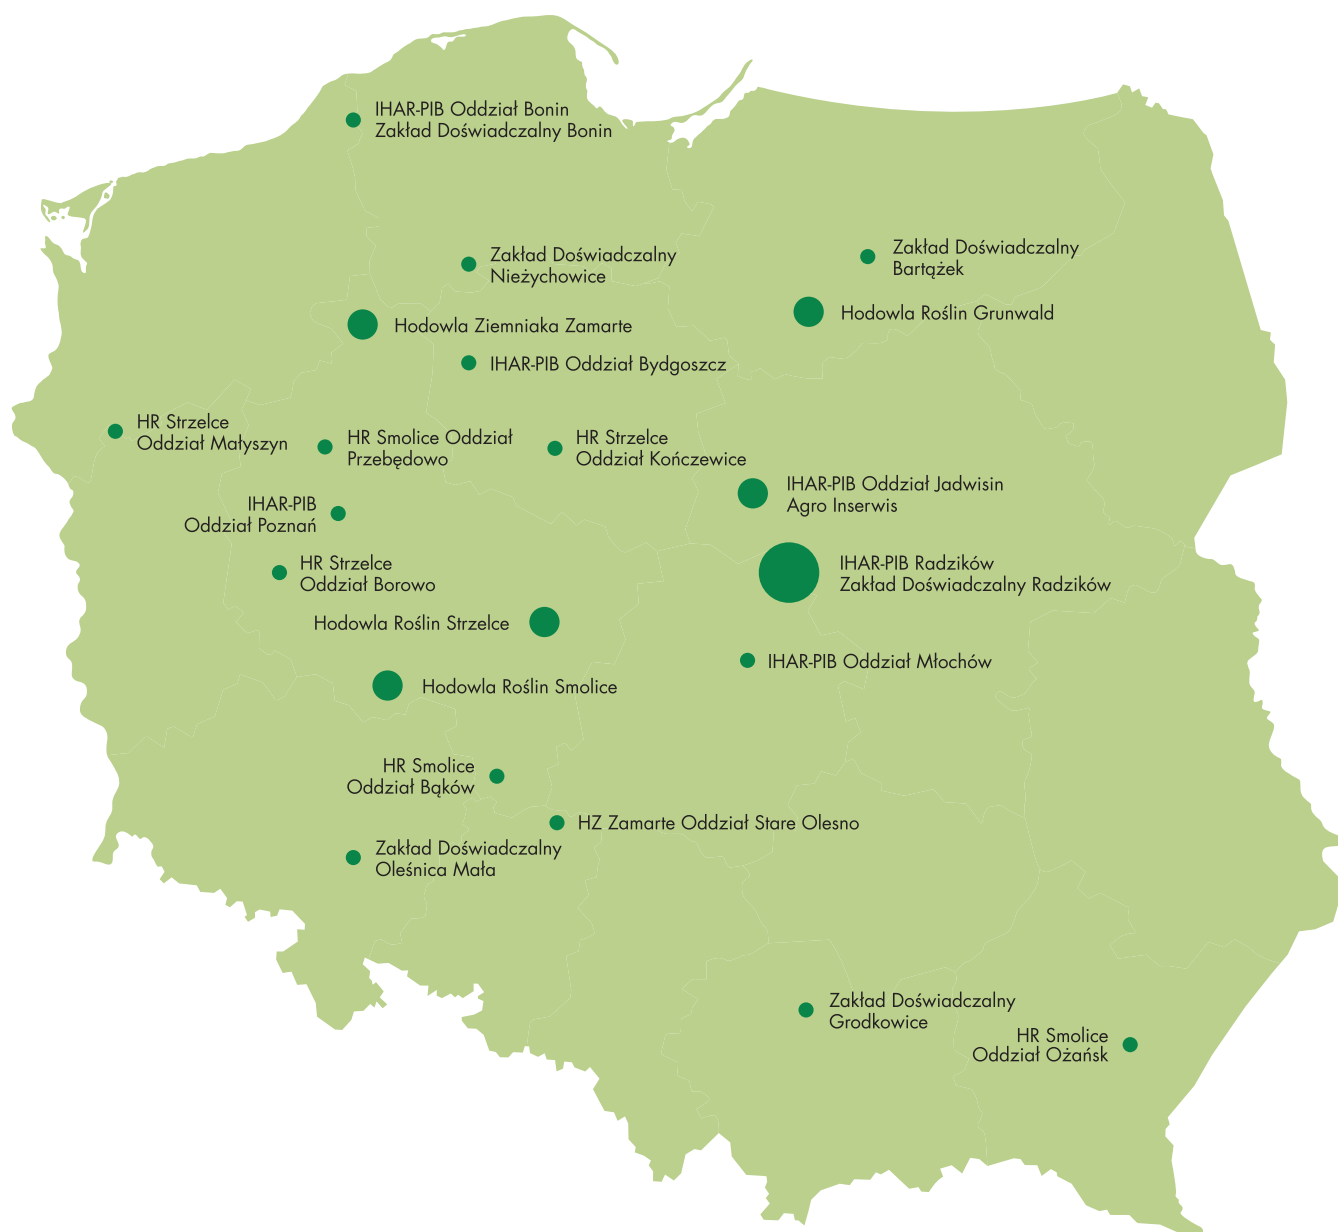 IHAR-PIB Oddział Bonin
Zakład Doświadczalny Bonin
Zakład Doświadczalny
Bartążek
Zakład Doświadczalny
Nieżychowice
Hodowla Roślin Grunwald
Hodowla Ziemniaka Zamarte
IHAR-PIB Oddział Bydgoszcz
HR Strzelce
Oddział Małyszyn
HR Smolice Oddział
Przebędowo
HR Strzelce
Oddział Kończewice
IHAR-PIB Oddział Jadwisin
Agro Inserwis
IHAR-PIB
Oddział Poznań
HR Strzelce
Oddział Borowo
IHAR-PIB Radzików
Zakład Doświadczalny Radzików
Hodowla Roślin Strzelce
IHAR-PIB Oddział Młochów
Hodowla Roślin Smolice
HR Smolice
Oddział Bąków
HZ Zamarte Oddział Stare Olesno
Zakład Doświadczalny
Oleśnica Mała
Zakład Doświadczalny
Grodkowice
HR Smolice
Oddział Ożańsk